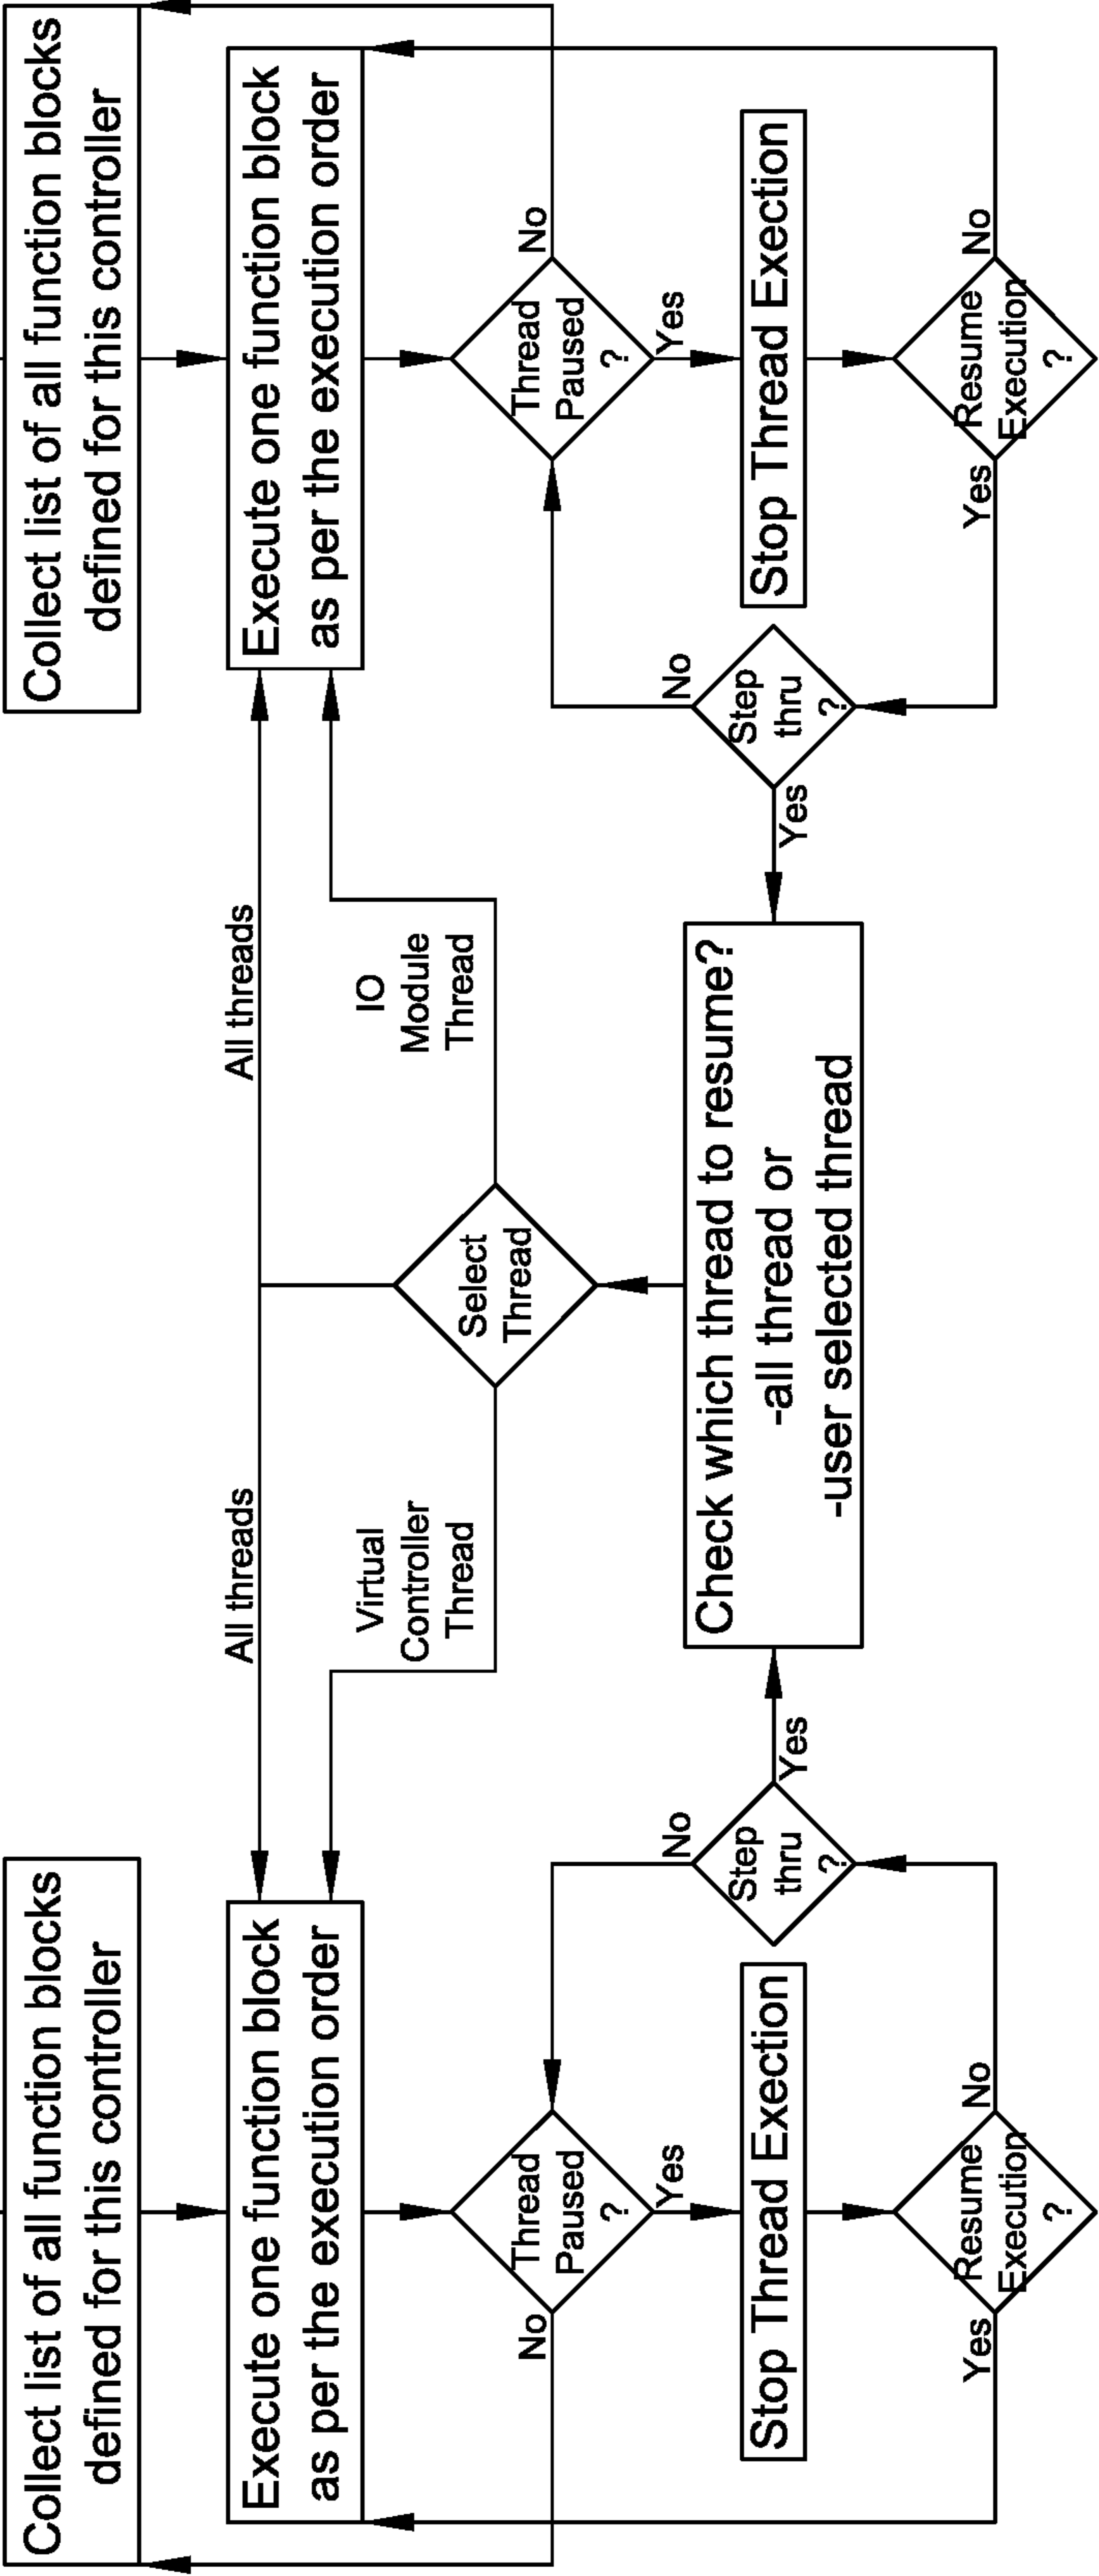 Collect list of all function blocks
defined for this controller
Collect list of all function blocks
defined for this controller
All threads
All threads
Execute one function block
as per the execution order
Execute one function block
as per the execution order
Virtual
Controller
Thread
IO
Module
Thread
Select
Thread
No
Thread
Paused
?
Yes
Thread
Paused
?
No
Yes
No
Step
thru
?
Yes
No
Step
thru
?
Yes
Stop Thread Exection
Check which thread to resume?
-all thread or
-user selected thread
Stop Thread Exection
Yes
Resume
Execution
?
No
Yes
Resume
Execution
?
No